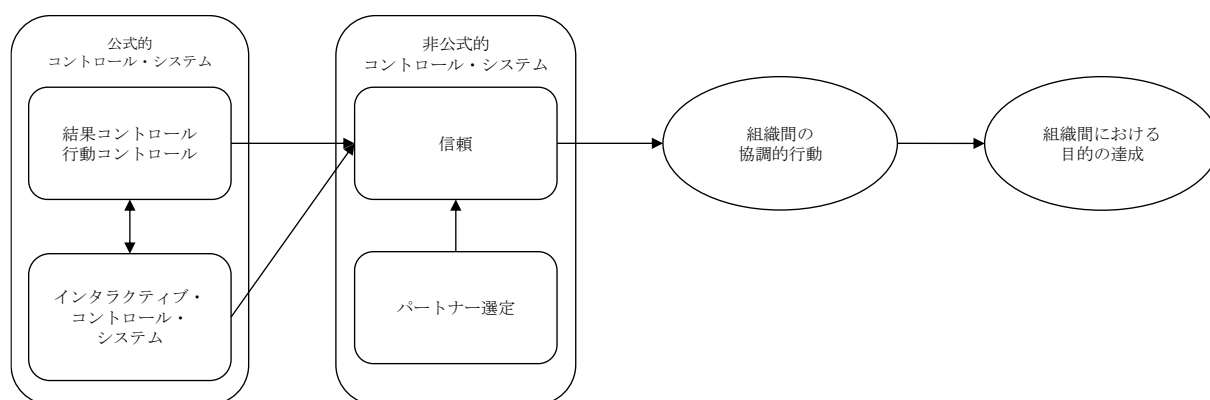 公式的
コントロール・システム
結果コントロール
行動コントロール
インタラクティブ・
コントロール・
システム
非公式的
コントロール・システム
信頼
パートナー選定
組織間の
協調的行動
組織間における
目的の達成